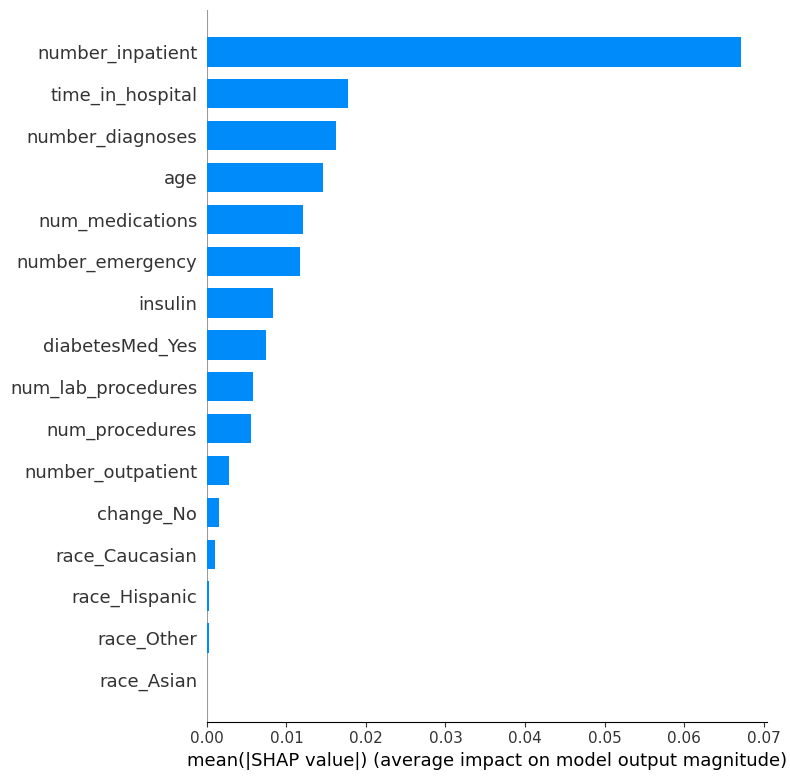 number_inpatient
time_in_hospital
number_diagnoses
age
num_medications
number_emergency
insulin
diabetesMed_Yes
num_lab_procedures
num_procedures
number_outpatient
change_No
race_Caucasian
race_Hispanic
race_Other
race_Asian
0.00 0.01 0.02 0.03 0.04 0.05 0.06 0.07
mean(|SHAP value|) (average impact on model output magnitude)